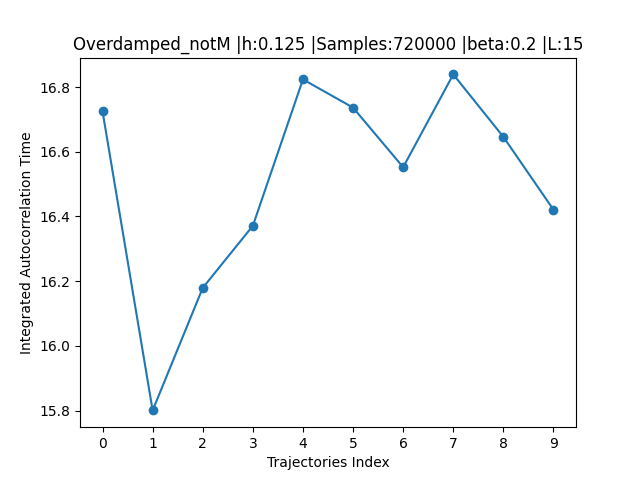 Overdamped_notM |h:0.125 |Samples:720000 |beta:0.2 |L:15
Integrated Autocorrelation Time
16.8
16.6
16.4
16.2
16.0
15.8
0 1 2 3 4 5 6 7 8 9
Trajectories Index